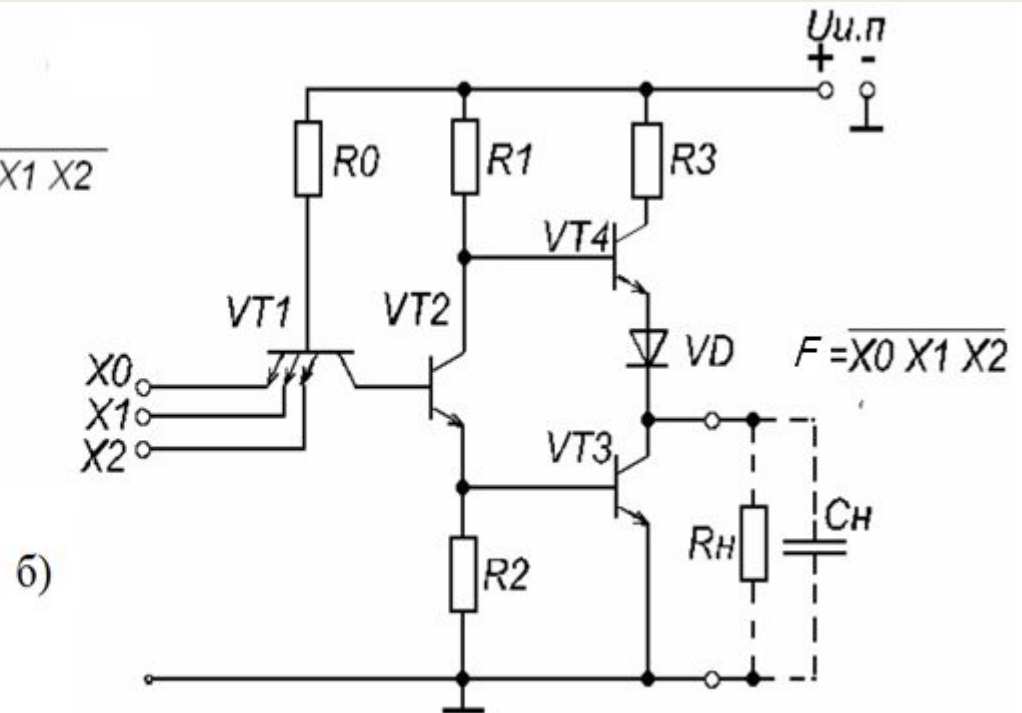 Uи.п
+ -
X1 X2
R0
R1
R3
VT4
VT1
VT2
VD
F = X0 X1 X2
X0
X1
X2
VT3
Rн
Cн
б)
R2